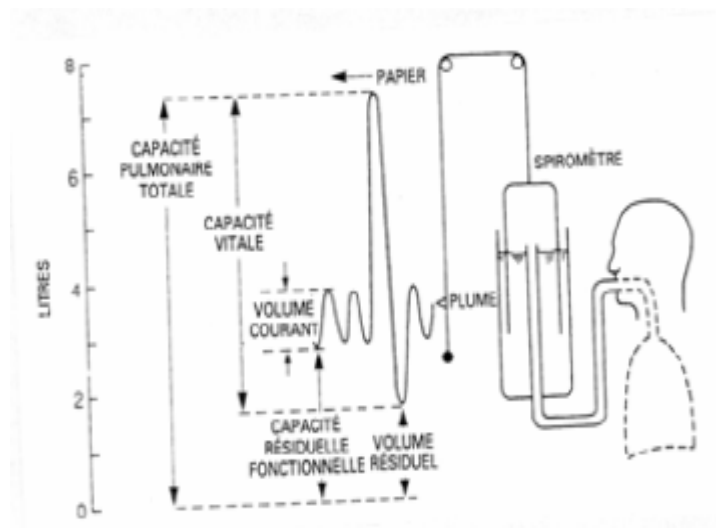 8
6
4
2
0
LITRES
PAPIER
CAPACITÉ
PULMONAIRE
TOTALE
CAPACITÉ
VITALE
VOLUME
COURANT
CAPACITÉ
RÉSIDUELLE
FONCTIONNELLE
VOLUME
RÉSIDUEL
PLUME
SPIROMÈTRE